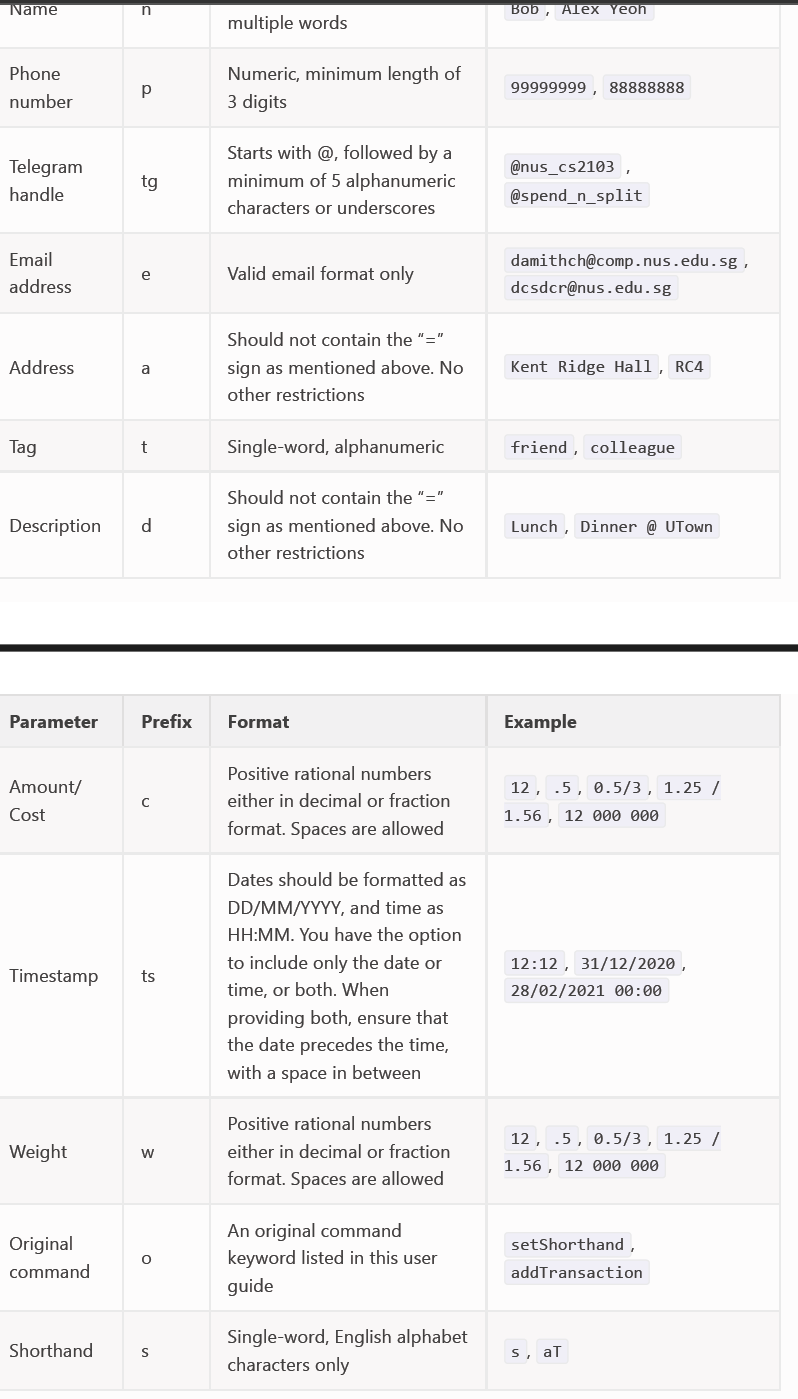 Name n multiple words Bob, Alex Yeoh
Phone number p Numeric, minimum length of 3 digits 99999999, 88888888
Telegram handle tg Starts with @, followed by a minimum of 5 alphanumeric characters or underscores @nus_cs2103, @spend_n_split
Email address e Valid email format only damithch@comp.nus.edu.sg, dcsdcr@nus.edu.sg
Address a Should not contain the “=” sign as mentioned above. No other restrictions Kent Ridge Hall, RC4
Tag t Single-word, alphanumeric friend, colleague
Description d Should not contain the “=” sign as mentioned above. No other restrictions Lunch, Dinner @ UTown
Parameter Prefix Format Example
Amount/ Cost c Positive rational numbers either in decimal or fraction format. Spaces are allowed 12, .5, 0.5/3, 1.25 / 1.56, 12 000 000
Timestamp ts Dates should be formatted as DD/MM/YYYY, and time as HH:MM. You have the option to include only the date or time, or both. When providing both, ensure that the date precedes the time, with a space in between 12:12, 31/12/2020, 28/02/2021 00:00
Weight w Positive rational numbers either in decimal or fraction format. Spaces are allowed 12, .5, 0.5/3, 1.25 / 1.56, 12 000 000
Original command o An original command keyword listed in this user guide setShorthand, addTransaction
Shorthand s Single-word, English alphabet characters only s, aT